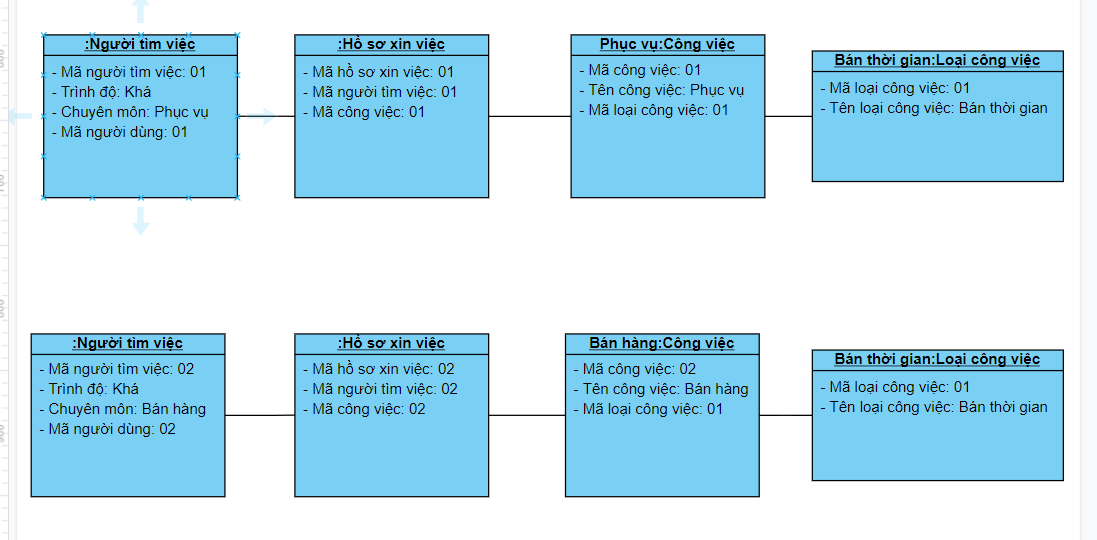 :Người tìm việc
- Mã người tìm việc: 01
- Trình độ: Khá
- Chuyên môn: Phục vụ
- Mã người dùng: 01
:Hồ sơ xin việc
- Mã hồ sơ xin việc: 01
- Mã người tìm việc: 01
- Mã công việc: 01
Phục vụ:Công việc
- Mã công việc: 01
- Tên công việc: Phục vụ
- Mã loại công việc: 01
Bán thời gian:Loại công việc
- Mã loại công việc: 01
- Tên loại công việc: Bán thời gian
:Người tìm việc
- Mã người tìm việc: 02
- Trình độ: Khá
- Chuyên môn: Bán hàng
- Mã người dùng: 02
:Hồ sơ xin việc
- Mã hồ sơ xin việc: 02
- Mã người tìm việc: 02
- Mã công việc: 02
Bán hàng:Công việc
- Mã công việc: 02
- Tên công việc: Bán hàng
- Mã loại công việc: 01
Bán thời gian:Loại công việc
- Mã loại công việc: 01
- Tên loại công việc: Bán thời gian